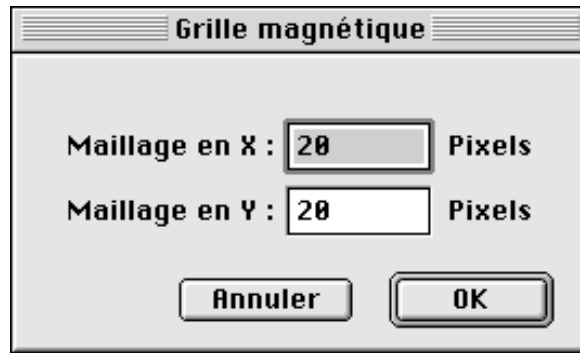 Grille magnétique
Maillage en X : 20 Pixels
Maillage en Y : 20 Pixels
Annuler OK